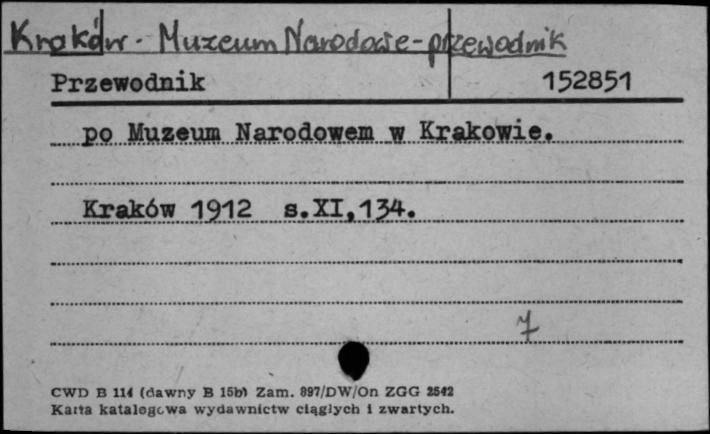 Kraków - Muzeum Narodowe - przewodnik
Przewodnik 152851
po Muzeum Narodowem w Krakowie.
Kraków 1912 s.XI,134.
7
CWD B 114 (dawny B 15b) Zam. 897/DW/On ZGG 2542
Karta katalogowa wydawnictw ciągłych i zwartych.